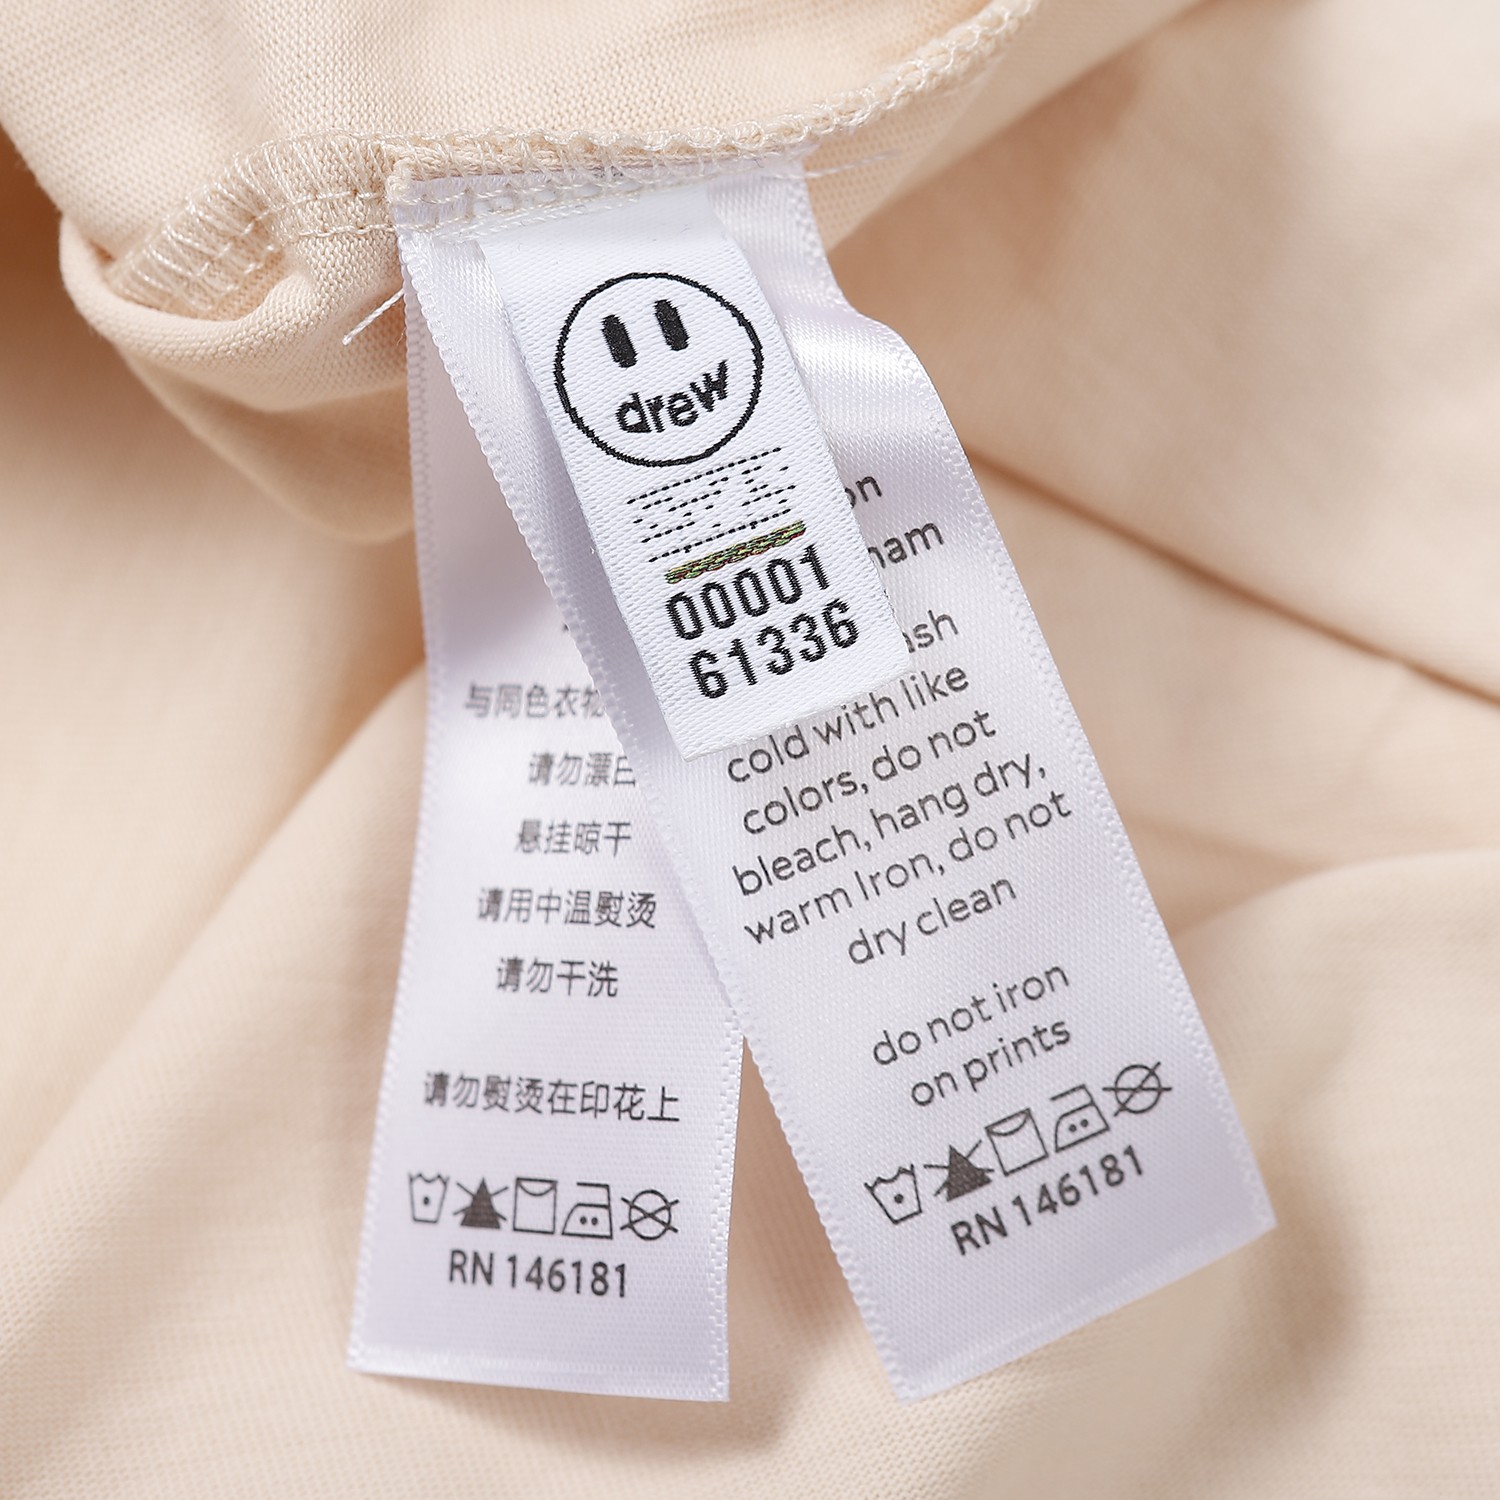 drew
00001
61336
cold with like
colors, do not
bleach, hang dry,
warm Iron, do not
dry clean
do not iron
on prints
RN 146181
与同色衣物
请勿漂白
悬挂晾干
请用中温熨烫
请勿干洗
请勿熨烫在印花上
RN 146181